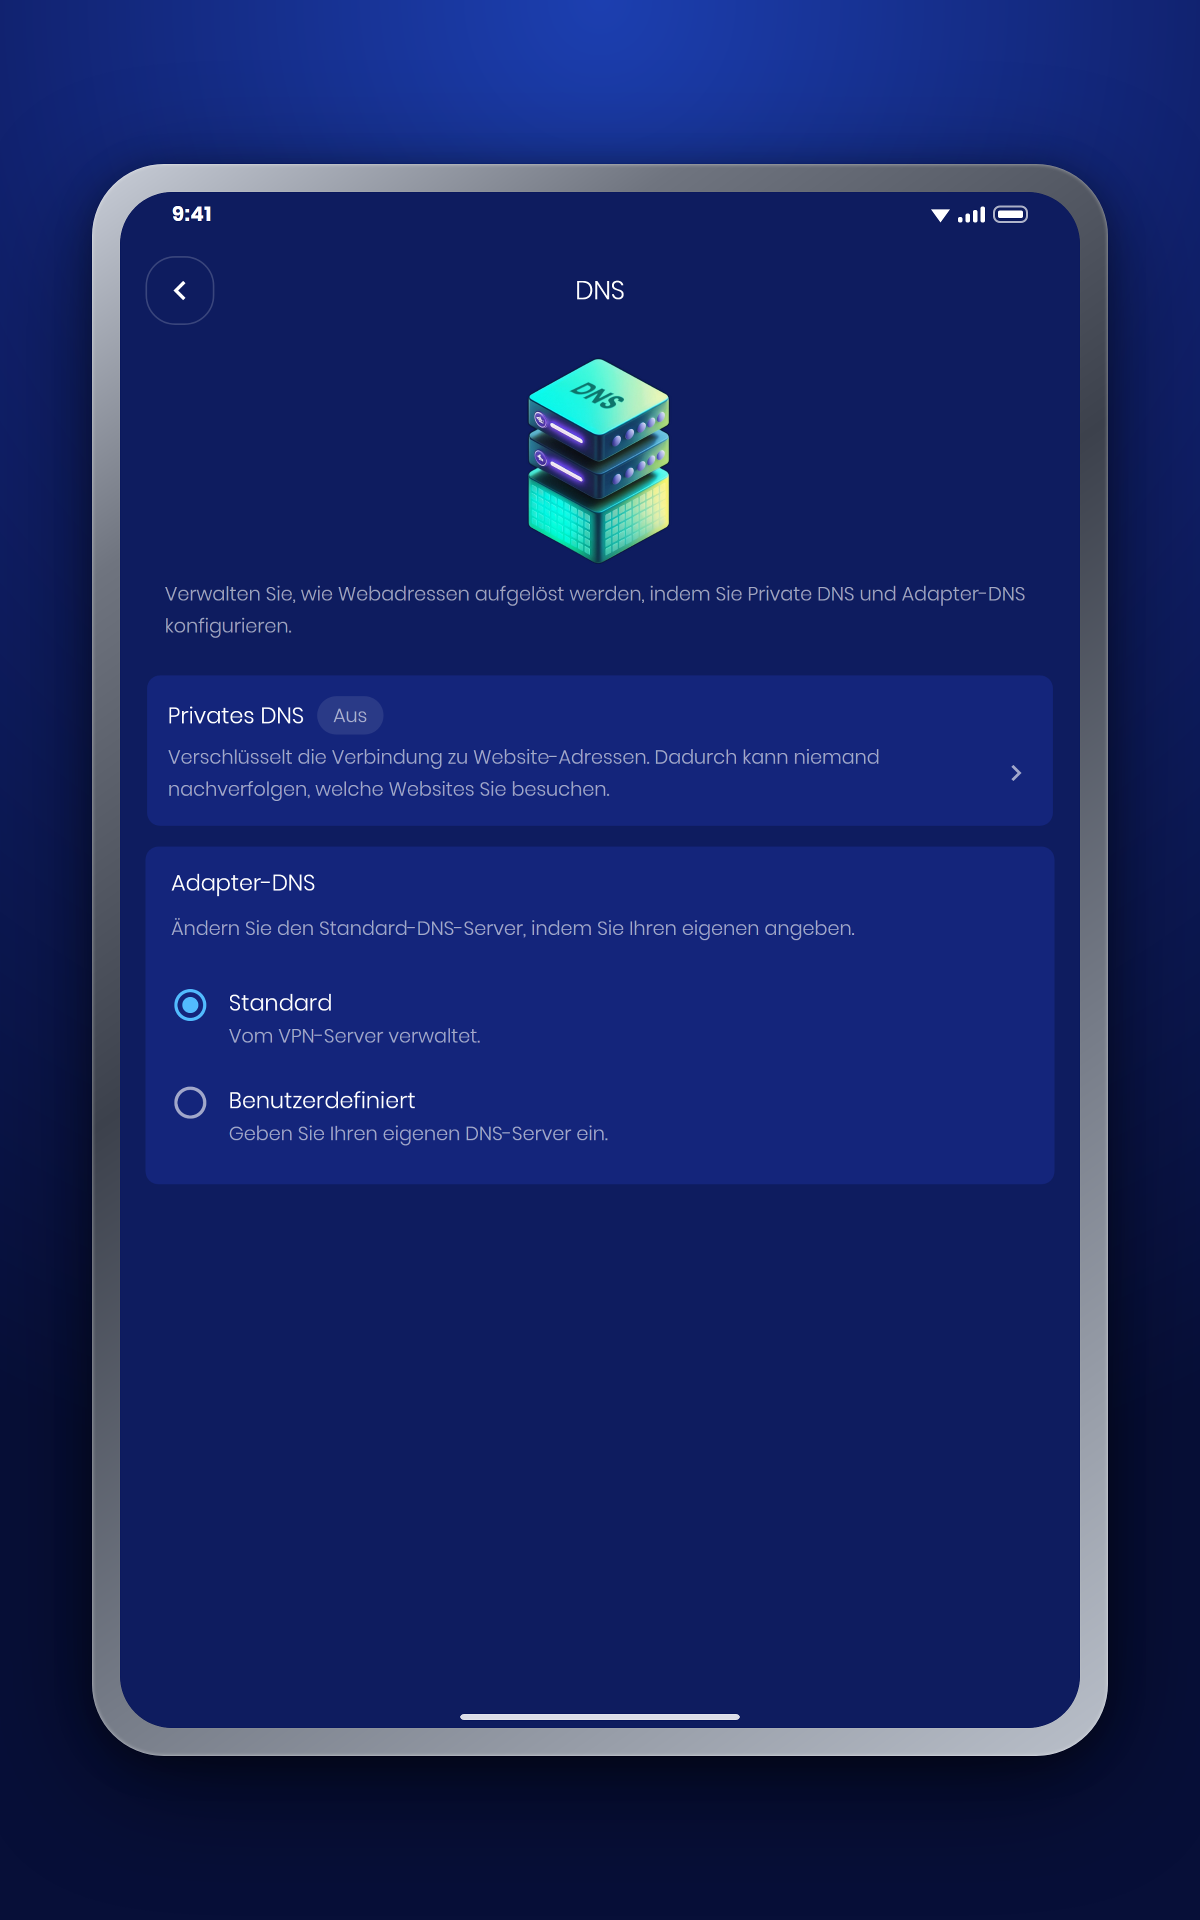 9:41
DNS
DNS
Verwalten Sie, wie Webadressen aufgelöst werden, indem Sie Private DNS und Adapter-DNS
konfigurieren.
Privates DNS Aus
Verschlüsselt die Verbindung zu Website-Adressen. Dadurch kann niemand
nachverfolgen, welche Websites Sie besuchen.
Adapter-DNS
Ändern Sie den Standard-DNS-Server, indem Sie Ihren eigenen angeben.
Standard
Vom VPN-Server verwaltet.
Benutzerdefiniert
Geben Sie Ihren eigenen DNS-Server ein.